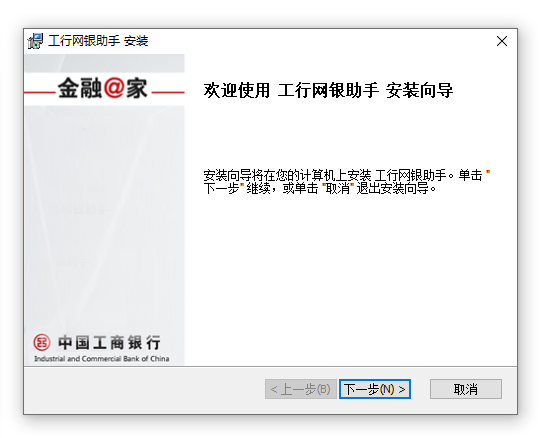 工行网银助手 安装
金融@家
欢迎使用 工行网银助手 安装向导
安装向导将在您的计算机上安装 工行网银助手。单击 "
下一步" 继续，或单击 "取消" 退出安装向导。
中国工商银行
Industrial and Commercial Bank of China
< 上一步(B)
下一步(N) >
取消